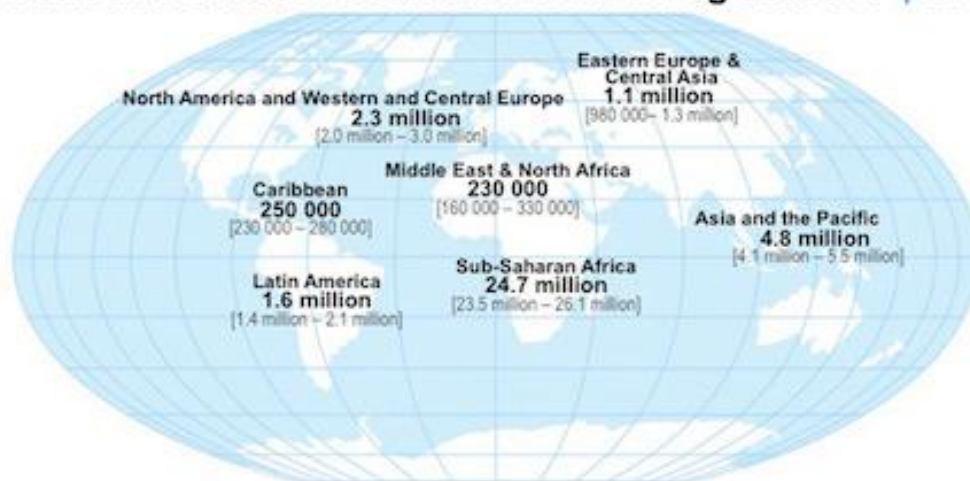 Eastern Europe &
Central Asia
1.1 million
[980 000– 1.3 million]
North America and Western and Central Europe
2.3 million
[2.0 million – 3.0 million]
Middle East & North Africa
230 000
[160 000 – 330 000]
Caribbean
250 000
[230 000 – 280 000]
Asia and the Pacific
4.8 million
[4.1 million – 5.5 million]
Sub-Saharan Africa
24.7 million
[23.5 million – 26.1 million]
Latin America
1.6 million
[1.4 million – 2.1 million]